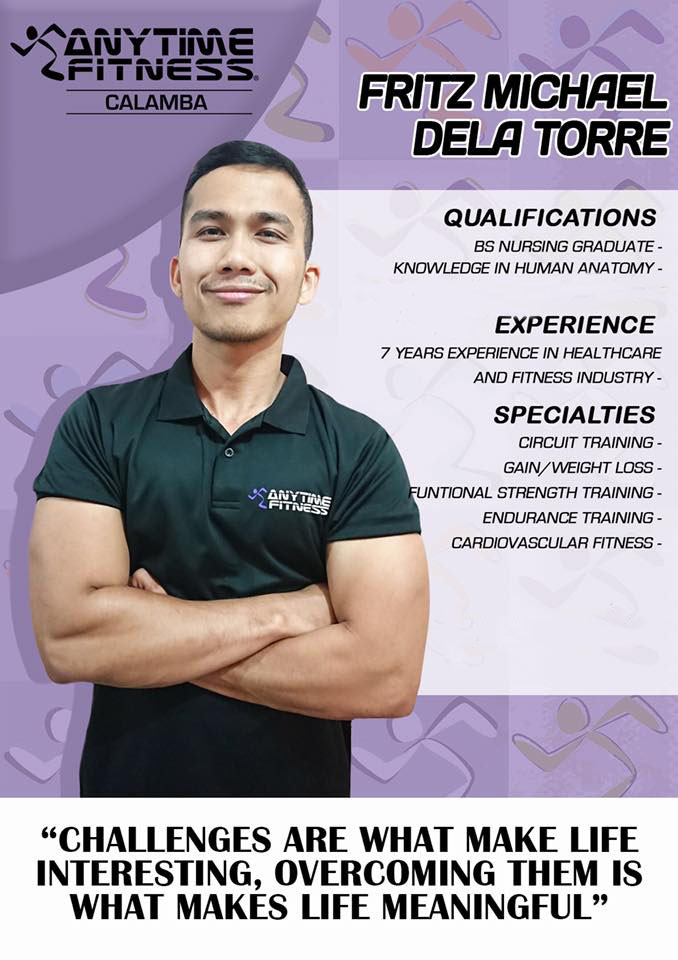 ANYTIME
FITNESS®
CALAMBA
FRITZ MICHAEL
DELA TORRE
QUALIFICATIONS
BS NURSING GRADUATE -
KNOWLEDGE IN HUMAN ANATOMY -
EXPERIENCE
7 YEARS EXPERIENCE IN HEALTHCARE
AND FITNESS INDUSTRY -
SPECIALTIES
CIRCUIT TRAINING -
GAIN/WEIGHT LOSS -
FUNTIONAL STRENGTH TRAINING -
ENDURANCE TRAINING -
CARDIOVASCULAR FITNESS -
ANYTIME
FITNESS
“CHALLENGES ARE WHAT MAKE LIFE
INTERESTING, OVERCOMING THEM IS
WHAT MAKES LIFE MEANINGFUL”